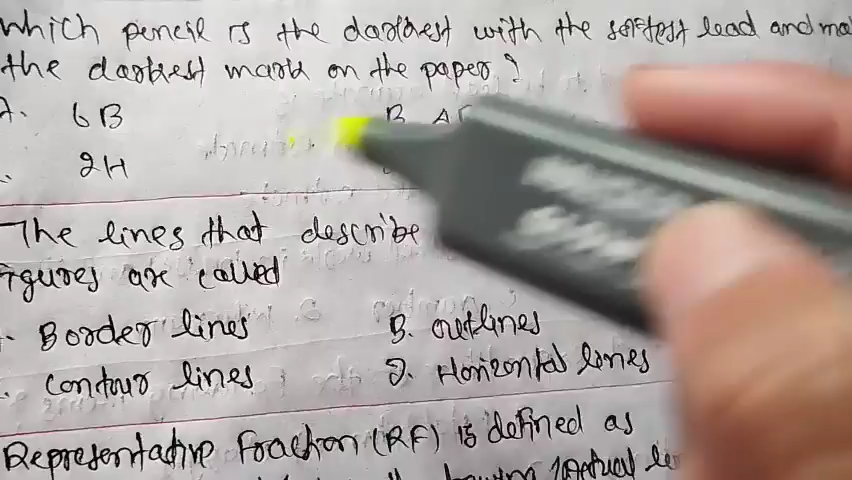 Which pencil is the darkest with the softest lead and
the darkest mark on the paper?
A. 6B B.
2H
The lines that describe
figures are called
Border lines B. outlines
contour lines D. Horizontal lines
Representative Fraction (RF) is defined as